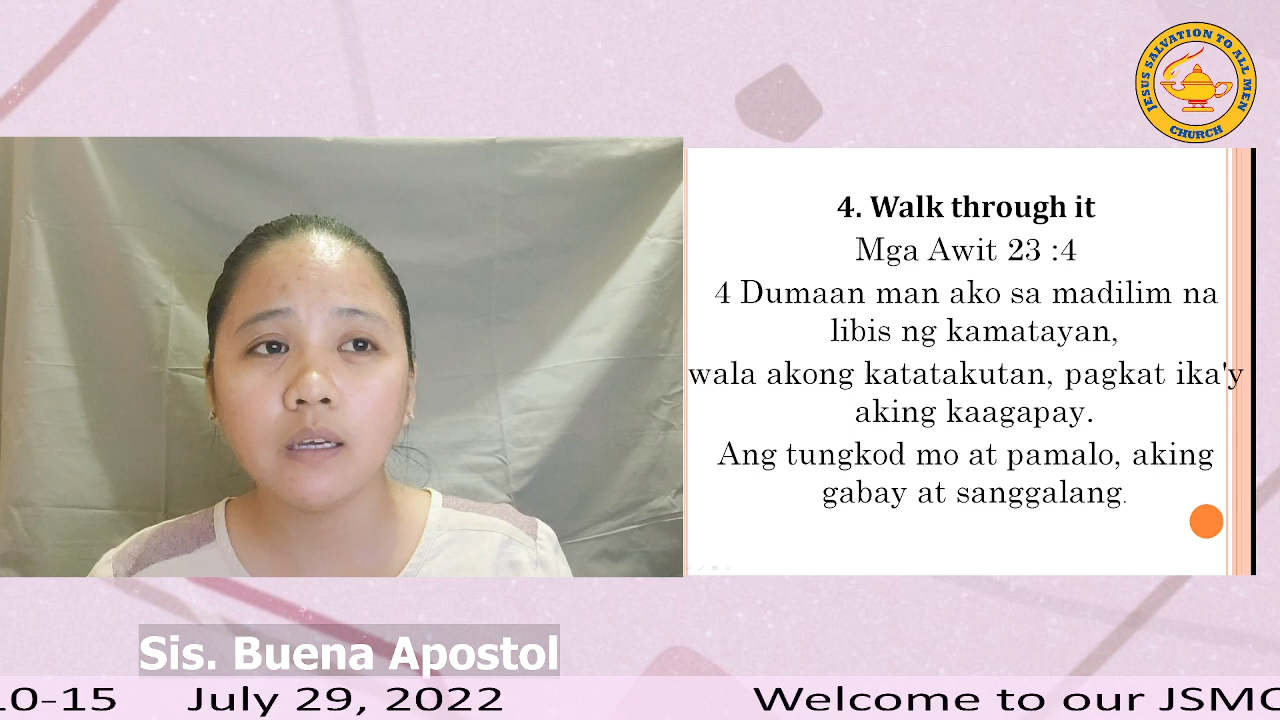 JESUS SALVATION TO ALL MEN
CHURCH
4. Walk through it
Mga Awit 23 :4
4 Dumaan man ako sa madilim na
libis ng kamatayan,
wala akong katatakutan, pagkat ika'y
aking kaagapay.
Ang tungkod mo at pamalo, aking
gabay at sanggalang.
Sis. Buena Apostol
10-15 July 29, 2022 Welcome to our JSMC